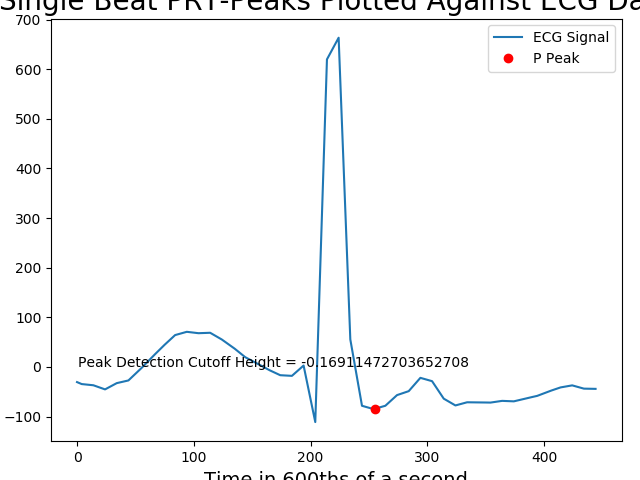 Single Beat PRT-Peaks Plotted Against ECG Da
700
600
500
400
300
200
100
0
−100
ECG Signal
P Peak
Peak Detection Cutoff Height = -0.16911472703652708
0
100
200
300
400
Time in 600ths of a second